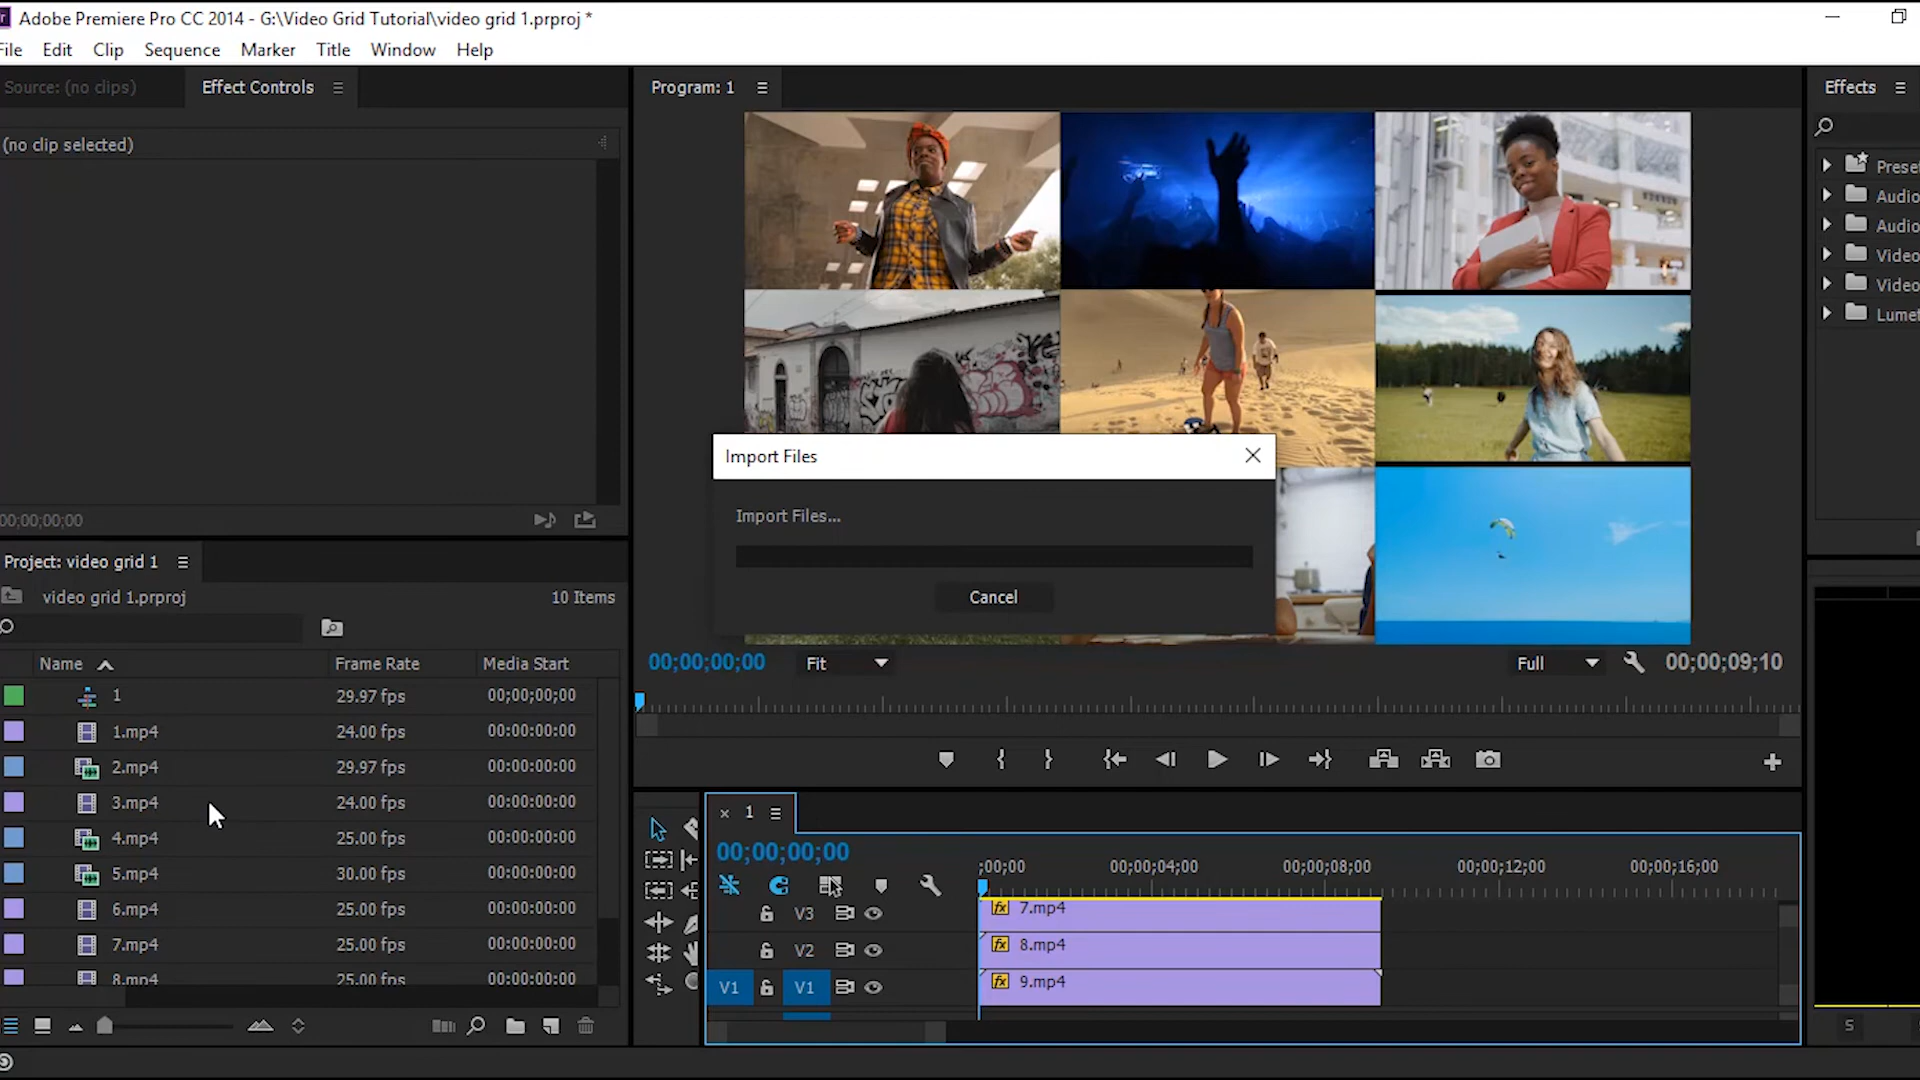 Adobe Premiere Pro CC 2014 - G:\Video Grid Tutorial\video grid 1.prproj *
File Edit Clip Sequence Marker Title Window Help
Source: (no clips) Effect Controls
Program: 1
Effects
(no clip selected)
Audio
Audio
Video
Video
00;00;00;00
Import Files
Import Files...
Cancel
Project: video grid 1
video grid 1.prproj 10 Items
Name Frame Rate Media Start
1 29.97 fps 00;00;00;00
1.mp4 24.00 fps 00:00:00:00
2.mp4 29.97 fps 00:00:00:00
3.mp4 24.00 fps 00:00:00:00
4.mp4 25.00 fps 00:00:00:00
5.mp4 30.00 fps 00:00:00:00
6.mp4 25.00 fps 00:00:00:00
7.mp4 25.00 fps 00:00:00:00
8.mp4 25.00 fps 00:00:00:00
00;00;00;00 Fit Full 00;00;09;10
1
00;00;00;00
;00;00 00;00;04;00 00;00;08;00 00;00;12;00 00;00;16;00
V3 fx 7.mp4
V2 fx 8.mp4
V1 V1 fx 9.mp4
S